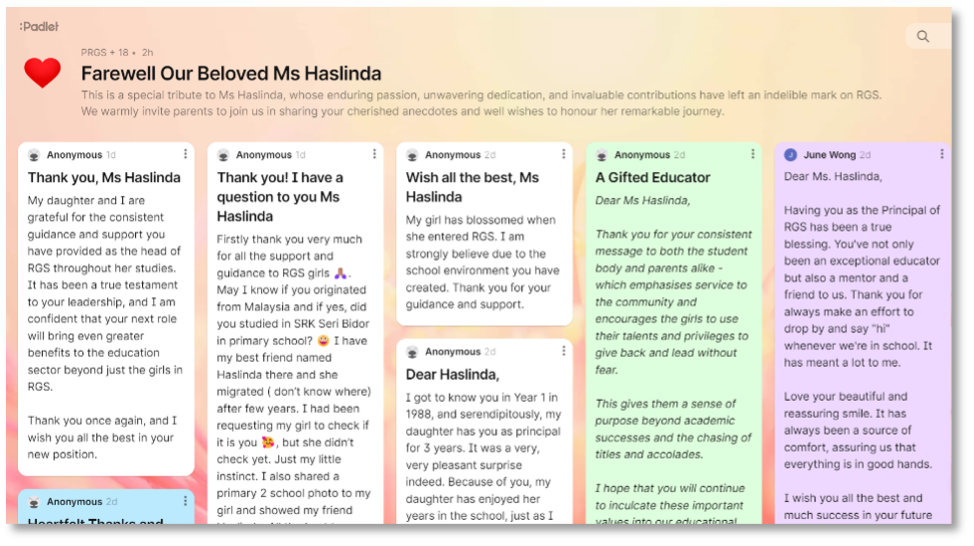 :Padlet
PRGS + 18 • 2h
Farewell Our Beloved Ms Haslinda
This is a special tribute to Ms Haslinda, whose enduring passion, unwavering dedication, and invaluable contributions have left an indelible mark on RGS.
We warmly invite parents to join us in sharing your cherished anecdotes and well wishes to honour her remarkable journey.
Anonymous 1d
Thank you, Ms Haslinda
My daughter and I are
grateful for the consistent
guidance and support you
have provided as the head of
RGS throughout her studies.
It has been a true testament
to your leadership, and I am
confident that your next role
will bring even greater
benefits to the education
sector beyond just the girls in
RGS.
Thank you once again, and I
wish you all the best in your
new position.
Anonymous 2d
Heartfelt Thanks and
Anonymous 1d
Thank you! I have a
question to you Ms
Haslinda
Firstly thank you very much
for all the support and
guidance to RGS girls 🙏🏽.
May I know if you originated
from Malaysia and if yes, did
you studied in SRK Seri Bidor
in primary school? 😜 I have
my best friend named
Haslinda there and she
migrated ( don't know where)
after few years. I had been
requesting my girl to check if
it is you 🥰, but she didn't
check yet. Just my little
instinct. I also shared a
primary 2 school photo to my
girl and showed my friend
Anonymous 2d
Wish all the best, Ms
Haslinda
My girl has blossomed when
she entered RGS. I am
strongly believe due to the
school environment you have
created. Thank you for your
guidance and support.
Anonymous 2d
Dear Haslinda,
I got to know you in Year 1 in
1988, and serendipitously, my
daughter has you as principal
for 3 years. It was a very,
very pleasant surprise
indeed. Because of you, my
daughter has enjoyed her
years in the school, just as I
Anonymous 2d
A Gifted Educator
Dear Ms Haslinda,
Thank you for your consistent
message to both the student
body and parents alike -
which emphasises service to
the community and
encourages the girls to use
their talents and privileges to
give back and lead without
fear.
This gives them a sense of
purpose beyond academic
successes and the chasing of
titles and accolades.
I hope that you will continue
to inculcate these important
values into our educational
June Wong 2d
Dear Ms. Haslinda,
Having you as the Principal of
RGS has been a true
blessing. You've not only
been an exceptional educator
but also a mentor and a
friend to us. Thank you for
always make an effort to
drop by and say "hi"
whenever we're in school. It
has meant a lot to me.
Love your beautiful and
reassuring smile. It has
always been a source of
comfort, assuring us that
everything is in good hands.
I wish you all the best and
much success in your future